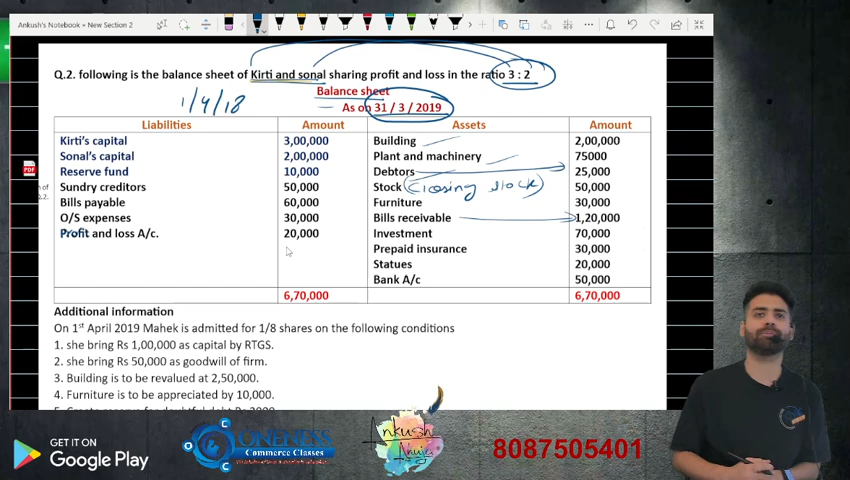 Ankush's Notebook • New Section 2
Q.2. following is the balance sheet of Kirti and sonal sharing profit and loss in the ratio 3 : 2
Balance sheet
1/4/18
As on 31 / 3 / 2019
Liabilities Amount Assets Amount
Kirti's capital 3,00,000 Building 2,00,000
Sonal's capital 2,00,000 Plant and machinery 75000
Reserve fund 10,000 Debtors 25,000
Sundry creditors 50,000 Stock (Closing stock) 50,000
Bills payable 60,000 Furniture 30,000
O/S expenses 30,000 Bills receivable 1,20,000
Profit and loss A/c. 20,000 Investment 70,000
Prepaid insurance 30,000
Statues 20,000
Bank A/c 50,000
6,70,000 6,70,000
Additional information
On 1st April 2019 Mahek is admitted for 1/8 shares on the following conditions
1. she bring Rs 1,00,000 as capital by RTGS.
2. she bring Rs 50,000 as goodwill of firm.
3. Building is to be revalued at 2,50,000.
4. Furniture is to be appreciated by 10,000.
PDF
GET IT ON
Google Play
ONENESS
Commerce Classes
Ankush
Ahuja
8087505401